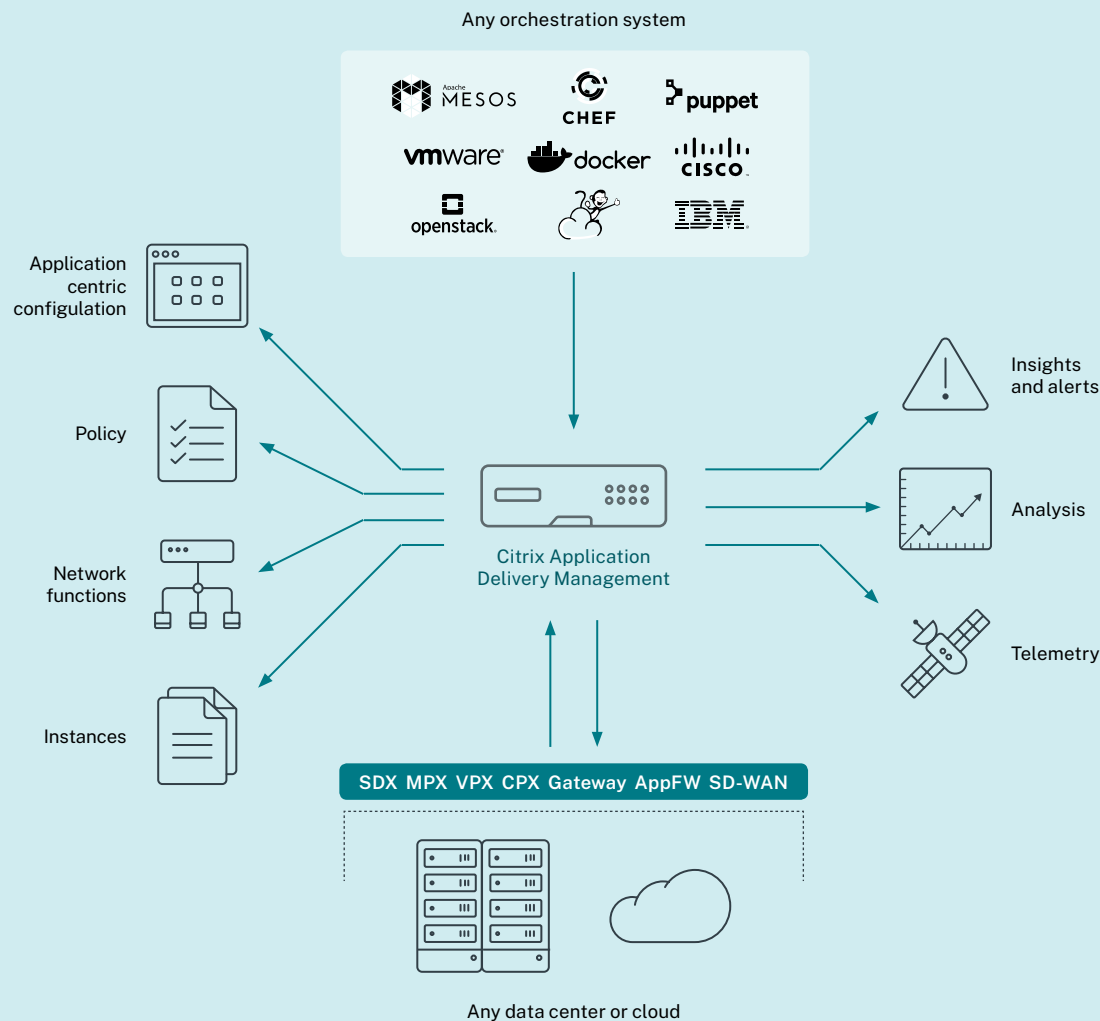 Any orchestration system
Apache
MESOS
CHEF
puppet
vmware®
docker
CISCO™
openstack®
IBM®
Application
centric
configulation
Policy
Network
functions
Instances
Citrix Application
Delivery Management
Insights
and alerts
Analysis
Telemetry
SDX MPX VPX CPX Gateway AppFW SD-WAN
Any data center or cloud